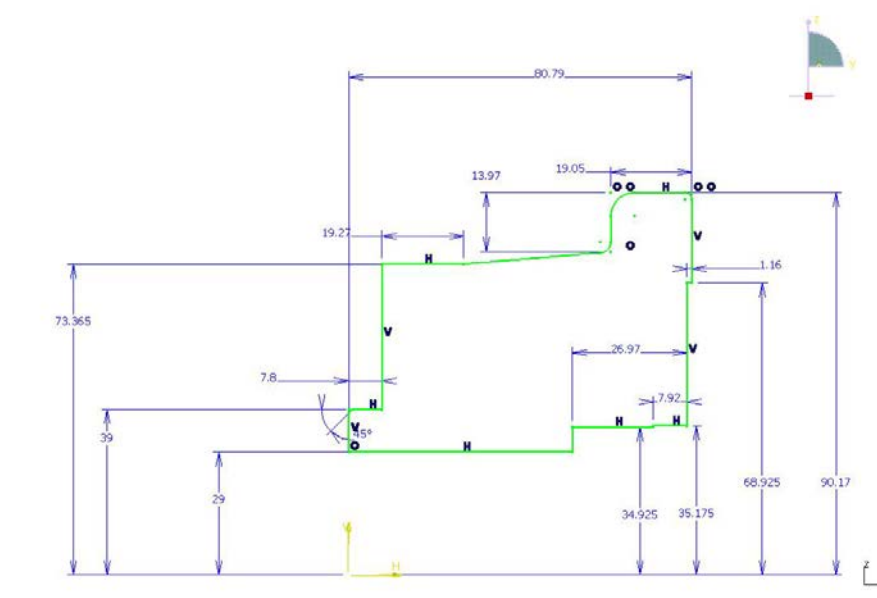 Z
80.79
Y
19.05
13.97
H
19.27
V
H
1.16
73.365
V
26.97
V
7.8
7.92
H
39
V
45°
H
H
H
29
68.925
90.17
34.925
35.175
V
H
z